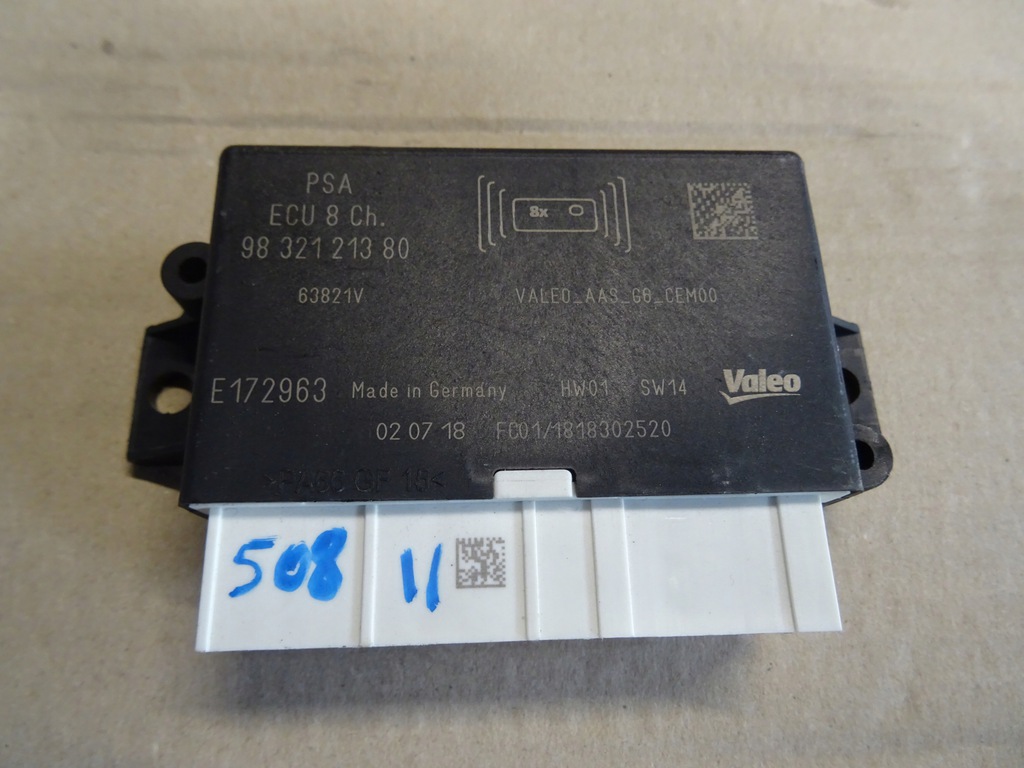 PSA
ECU 8 Ch.
98 321 213 80
8x
63821V
VALEO_AAS_G6_CEM00
E172963 Made in Germany HW01 SW14 Valeo
02 07 18 FC01/1818302520
508 11